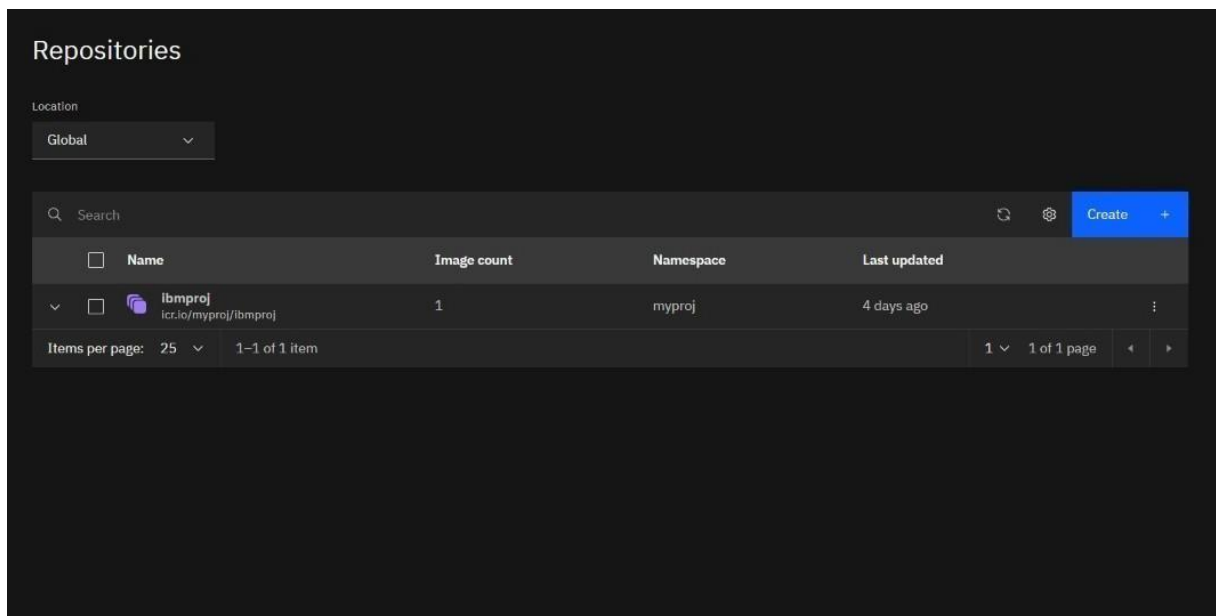 Repositories
Location
Global
Search
Create +
Name Image count Namespace Last updated
ibmproj
icr.io/myproj/ibmproj
1 myproj 4 days ago
Items per page: 25 1–1 of 1 item 1 1 of 1 page